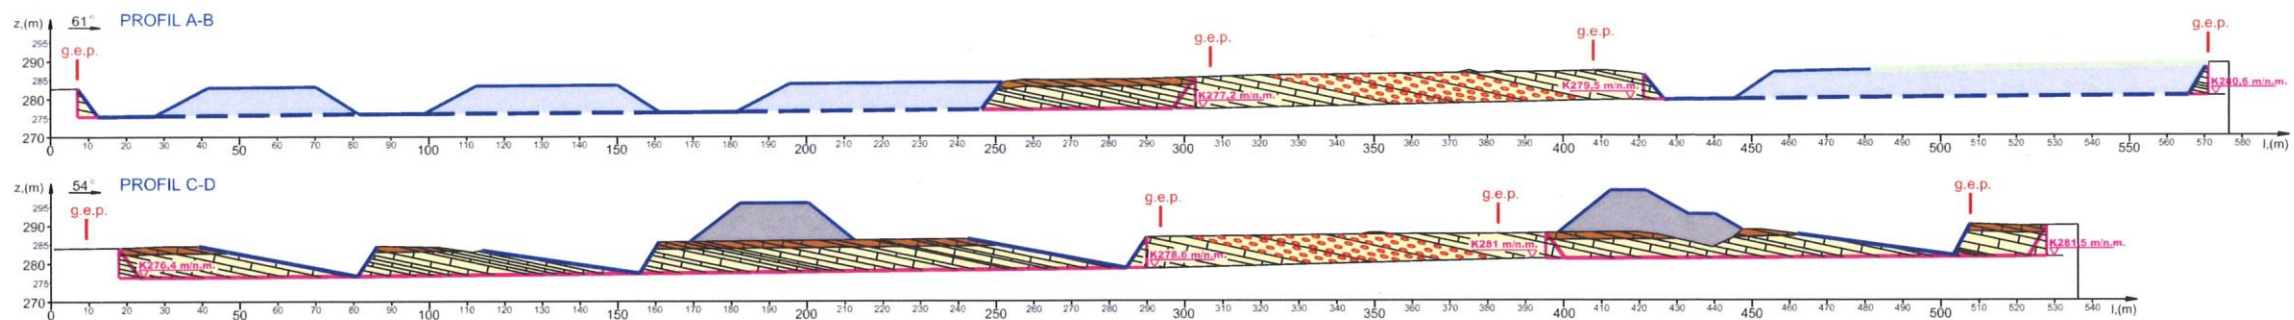 z,(m) 61° PROFIL A-B
g.e.p. g.e.p. g.e.p. g.e.p.
295
290
285
280
275
270
K277,2 m/n.m. K279,5 m/n.m. K280,6 m/n.m.
0 10 20 30 40 50 60 70 80 90 100 110 120 130 140 150 160 170 180 190 200 210 220 230 240 250 260 270 280 290 300 310 320 330 340 350 360 370 380 390 400 410 420 430 440 450 460 470 480 490 500 510 520 530 540 550 560 570 580 l,(m)
z,(m) 54° PROFIL C-D
g.e.p. g.e.p. g.e.p. g.e.p.
295
290
285
280
275
270
K276,4 m/n.m. K278,6 m/n.m. K281 m/n.m. K281,5 m/n.m.
0 10 20 30 40 50 60 70 80 90 100 110 120 130 140 150 160 170 180 190 200 210 220 230 240 250 260 270 280 290 300 310 320 330 340 350 360 370 380 390 400 410 420 430 440 450 460 470 480 490 500 510 520 530 540 l,(m)